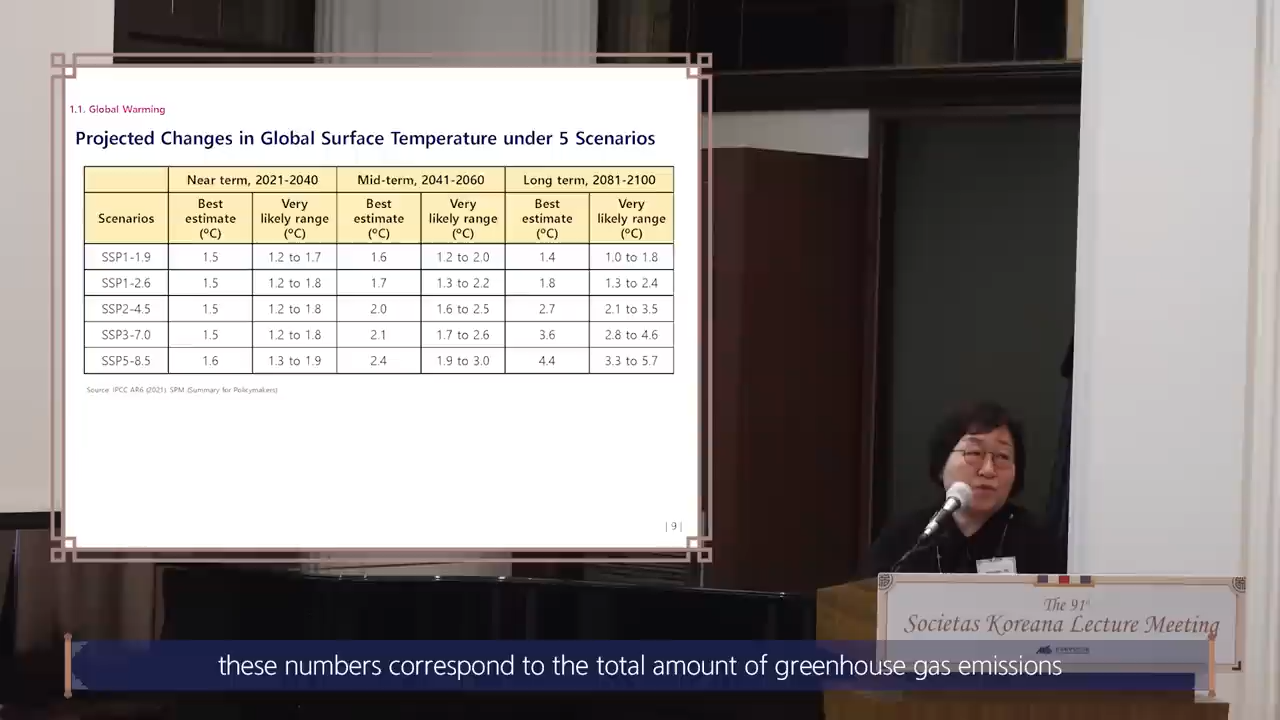 1.1. Global Warming
Projected Changes in Global Surface Temperature under 5 Scenarios
Near term, 2021-2040 Mid-term, 2041-2060 Long term, 2081-2100
Scenarios Best estimate (ºC) Very likely range (ºC) Best estimate (ºC) Very likely range (ºC) Best estimate (ºC) Very likely range (ºC)
SSP1-1.9 1.5 1.2 to 1.7 1.6 1.2 to 2.0 1.4 1.0 to 1.8
SSP1-2.6 1.5 1.2 to 1.8 1.7 1.3 to 2.2 1.8 1.3 to 2.4
SSP2-4.5 1.5 1.2 to 1.8 2.0 1.6 to 2.5 2.7 2.1 to 3.5
SSP3-7.0 1.5 1.2 to 1.8 2.1 1.7 to 2.6 3.6 2.8 to 4.6
SSP5-8.5 1.6 1.3 to 1.9 2.4 1.9 to 3.0 4.4 3.3 to 5.7
Source: IPCC AR6 (2021). SPM (Summary for Policymakers)
| 9 |
The 91st
Societas Koreana Lecture Meeting
these numbers correspond to the total amount of greenhouse gas emissions